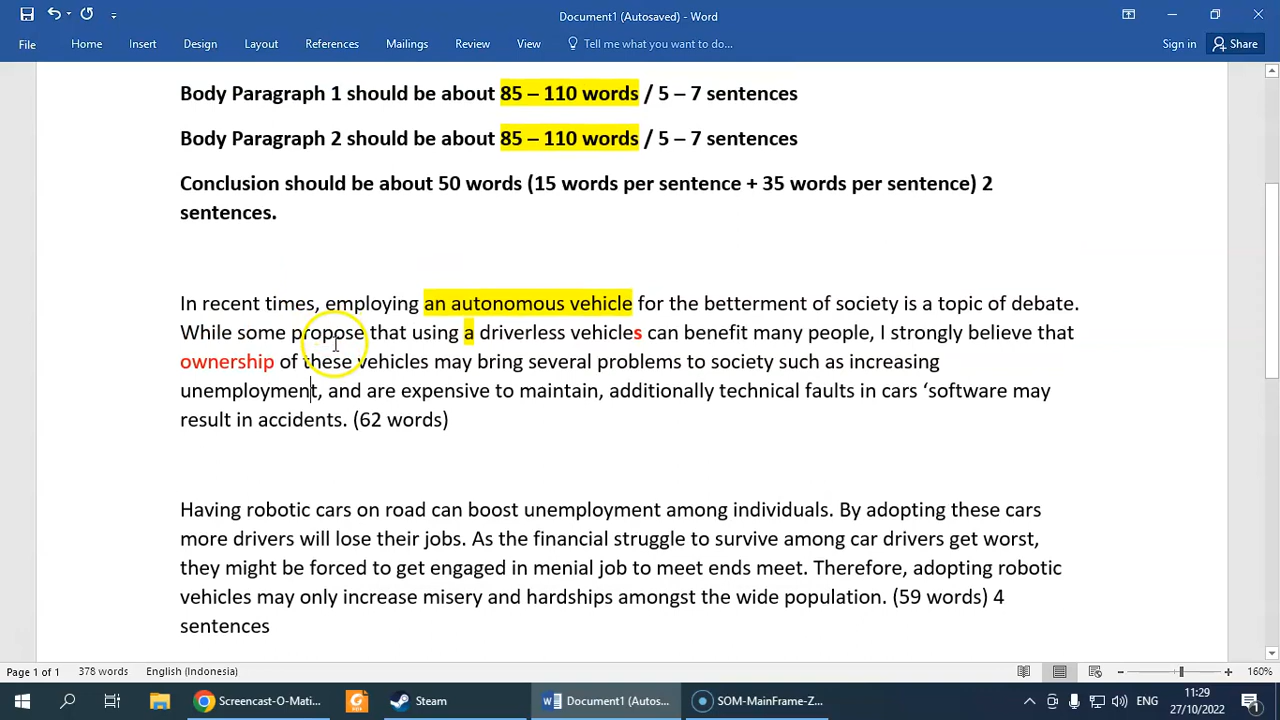 Document1 (Autosaved) - Word
File Home Insert Design Layout References Mailings Review View Tell me what you want to do... Sign in Share
Body Paragraph 1 should be about 85 – 110 words / 5 – 7 sentences
Body Paragraph 2 should be about 85 – 110 words / 5 – 7 sentences
Conclusion should be about 50 words (15 words per sentence + 35 words per sentence) 2
sentences.
In recent times, employing an autonomous vehicle for the betterment of society is a topic of debate.
While some propose that using a driverless vehicles can benefit many people, I strongly believe that
ownership of these vehicles may bring several problems to society such as increasing
unemployment, and are expensive to maintain, additionally technical faults in cars ‘software may
result in accidents. (62 words)
Having robotic cars on road can boost unemployment among individuals. By adopting these cars
more drivers will lose their jobs. As the financial struggle to survive among car drivers get worst,
they might be forced to get engaged in menial job to meet ends meet. Therefore, adopting robotic
vehicles may only increase misery and hardships amongst the wide population. (59 words) 4
sentences
Page 1 of 1 378 words English (Indonesia) 160%
Screencast-O-Mati... Steam Document1 (Autos... SOM-MainFrame-Z... ENG 11:29
27/10/2022